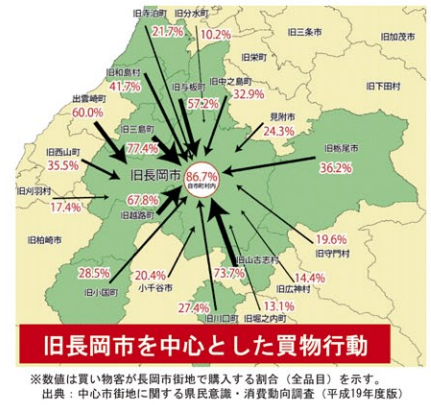 旧寺泊町
21.7%
旧分水町
10.2%
旧三条市
旧加茂市
旧栄町
旧下田村
旧和島村
41.7%
旧与板町
57.2%
旧中之島町
32.9%
出雲崎町
60.0%
見附市
24.3%
旧三島町
77.4%
旧西山町
35.5%
旧長岡市
86.7%
自市町村内
旧栃尾市
36.2%
旧刈羽村
17.4%
67.8%
旧越路町
旧柏崎市
28.5%
旧小国町
20.4%
小千谷市
73.7%
旧山古志村
19.6%
旧守門村
14.4%
旧広神村
13.1%
旧堀之内町
27.4%
旧川口町
旧長岡市を中心とした買物行動
※数値は買い物客が長岡市街地で購入する割合（全品目）を示す。
出典：中心市街地に関する県民意識・消費動向調査（平成19年度版）